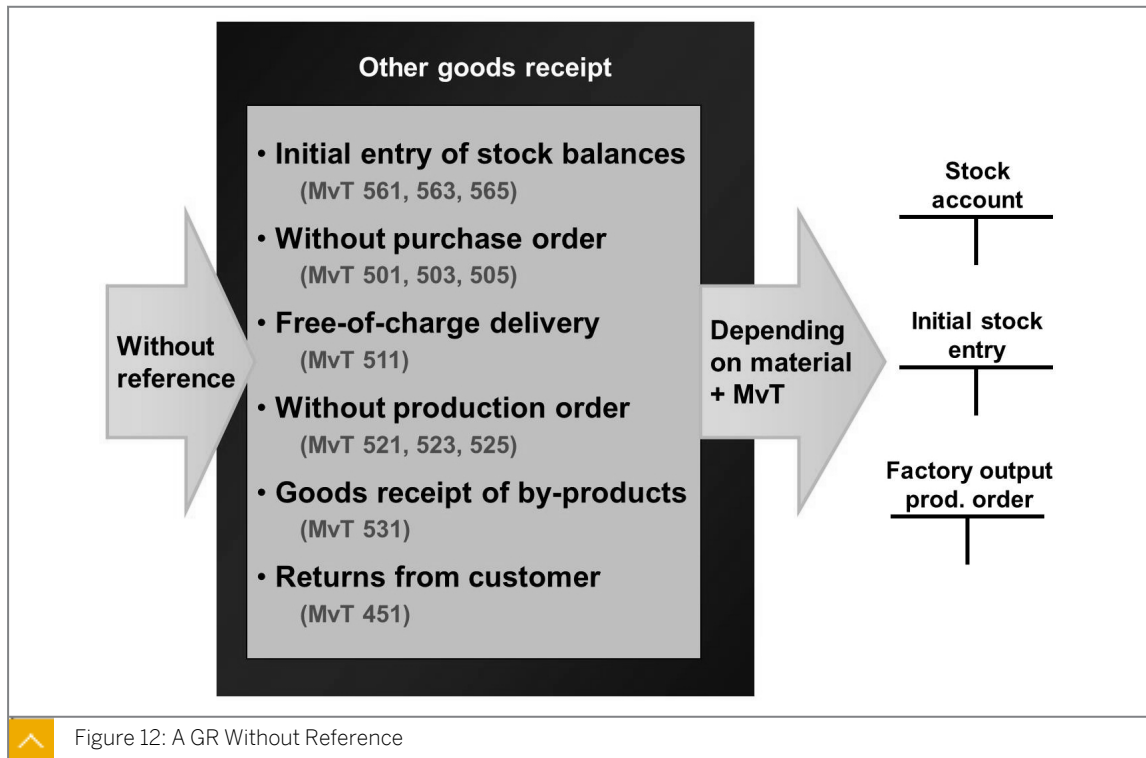 Other goods receipt
• Initial entry of stock balances
(MvT 561, 563, 565)
• Without purchase order
(MvT 501, 503, 505)
• Free-of-charge delivery
(MvT 511)
• Without production order
(MvT 521, 523, 525)
• Goods receipt of by-products
(MvT 531)
• Returns from customer
(MvT 451)
Without
reference
Depending
on material
+ MvT
Stock
account
Initial stock
entry
Factory output
prod. order
Figure 12: A GR Without Reference